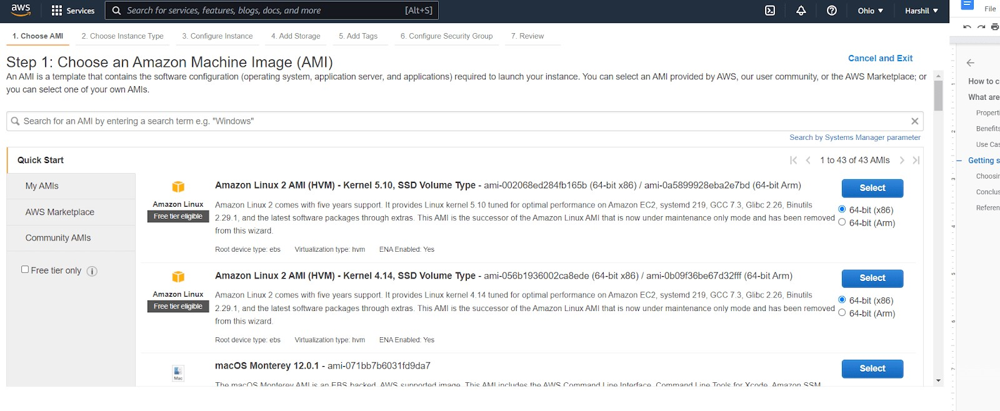 aws Services Search for services, features, blogs, docs, and more [Alt+S] Ohio ▼ Harshil ▼
File
1. Choose AMI 2. Choose Instance Type 3. Configure Instance 4. Add Storage 5. Add Tags 6. Configure Security Group 7. Review
Step 1: Choose an Amazon Machine Image (AMI)
Cancel and Exit
An AMI is a template that contains the software configuration (operating system, application server, and applications) required to launch your instance. You can select an AMI provided by AWS, our user community, or the AWS Marketplace; or
you can select one of your own AMIs.
Search for an AMI by entering a search term e.g. "Windows"
Search by Systems Manager parameter
Quick Start
1 to 43 of 43 AMIs
My AMIs
AWS Marketplace
Community AMIs
Free tier only
Amazon Linux
Free tier eligible
Amazon Linux 2 AMI (HVM) - Kernel 5.10, SSD Volume Type - ami-002068ed284fb165b (64-bit x86) / ami-0a5899928eba2e7bd (64-bit Arm)
Amazon Linux 2 comes with five years support. It provides Linux kernel 5.10 tuned for optimal performance on Amazon EC2, systemd 219, GCC 7.3, Glibc 2.26, Binutils
2.29.1, and the latest software packages through extras. This AMI is the successor of the Amazon Linux AMI that is now under maintenance only mode and has been removed
from this wizard.
Root device type: ebs Virtualization type: hvm ENA Enabled: Yes
Select
64-bit (x86)
64-bit (Arm)
Amazon Linux
Free tier eligible
Amazon Linux 2 AMI (HVM) - Kernel 4.14, SSD Volume Type - ami-056b1936002ca8ede (64-bit x86) / ami-0b09f36be67d32fff (64-bit Arm)
Amazon Linux 2 comes with five years support. It provides Linux kernel 4.14 tuned for optimal performance on Amazon EC2, systemd 219, GCC 7.3, Glibc 2.26, Binutils
2.29.1, and the latest software packages through extras. This AMI is the successor of the Amazon Linux AMI that is now under maintenance only mode and has been removed
from this wizard.
Root device type: ebs Virtualization type: hvm ENA Enabled: Yes
Select
64-bit (x86)
64-bit (Arm)
Mac
macOS Monterey 12.0.1 - ami-071bb7b6031fd9da7
The macOS Monterey AMI is an EBS backed, AWS supported image. This AMI includes the AWS Command Line Interface, Command Line Tools for Xcode, Amazon SSM
Select
How to c
What are
Properti
Benefits
Use Cas
Getting s
Choosin
Conclus
Referen